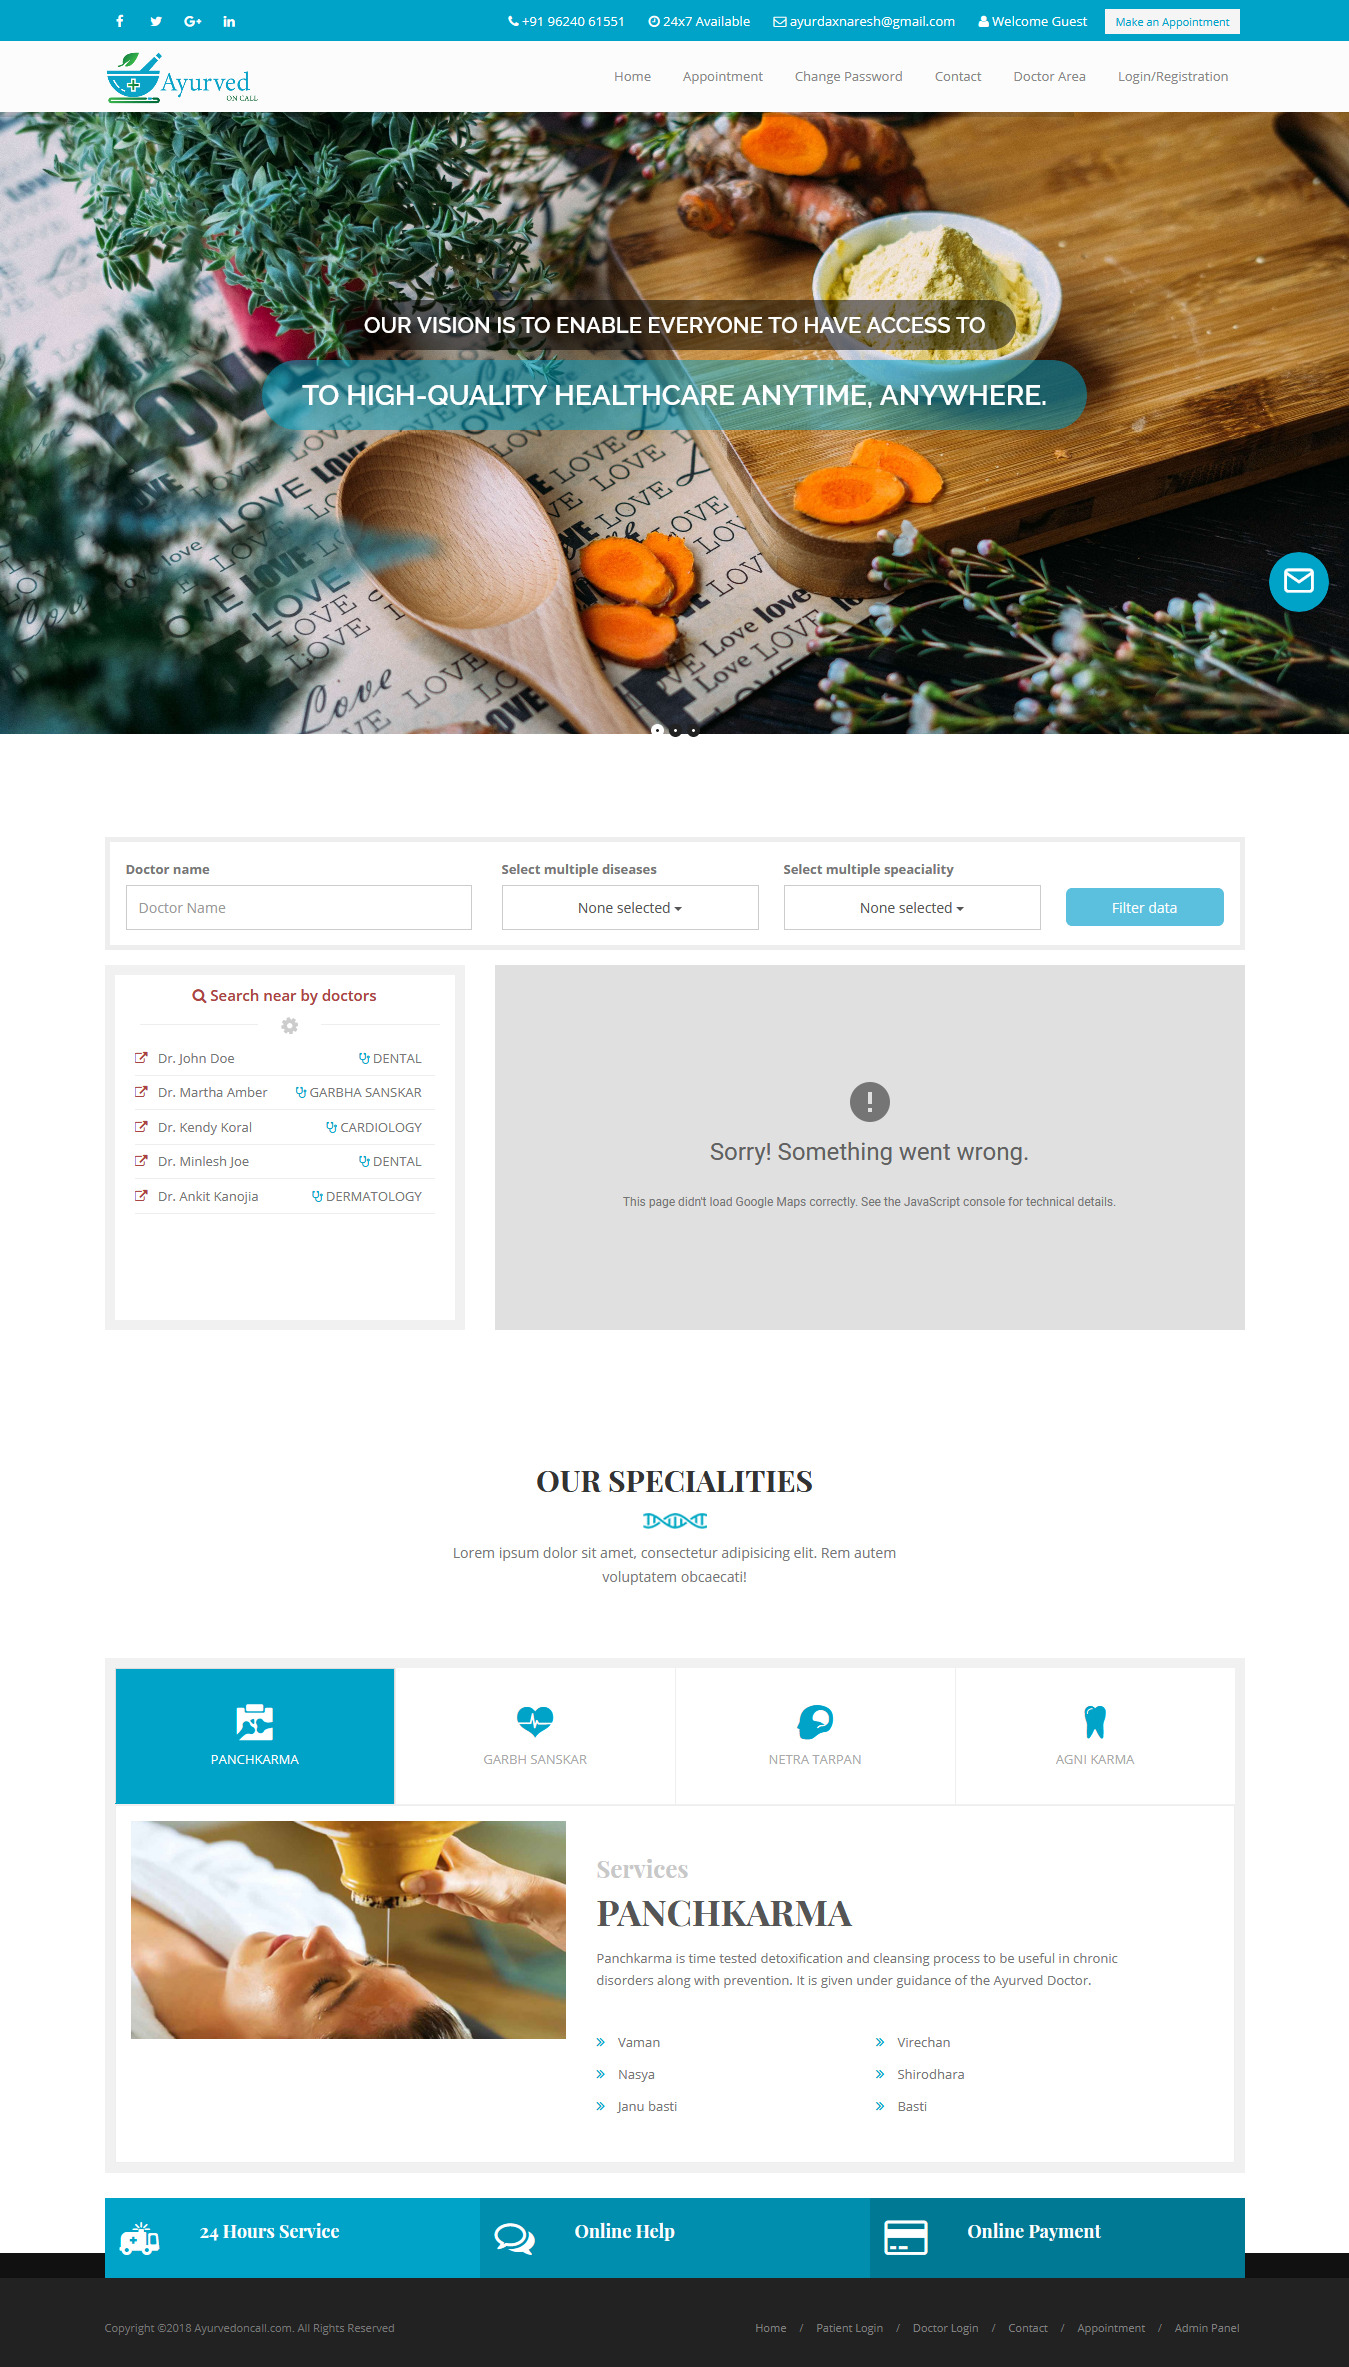 +91 96240 61551 24x7 Available ayurdaxnaresh@gmail.com Welcome Guest Make an Appointment
Ayurved
ON CALL
Home Appointment Change Password Contact Doctor Area Login/Registration
OUR VISION IS TO ENABLE EVERYONE TO HAVE ACCESS TO
TO HIGH-QUALITY HEALTHCARE ANYTIME, ANYWHERE.
Doctor name Select multiple diseases Select multiple speaciality
Doctor Name None selected None selected Filter data
Search near by doctors
Dr. John Doe DENTAL
Dr. Martha Amber GARBHA SANSKAR
Dr. Kendy Koral CARDIOLOGY
Dr. Minlesh Joe DENTAL
Dr. Ankit Kanojia DERMATOLOGY
Sorry! Something went wrong.
This page didn't load Google Maps correctly. See the JavaScript console for technical details.
OUR SPECIALITIES
Lorem ipsum dolor sit amet, consectetur adipisicing elit. Rem autem
voluptatem obcaecati!
PANCHKARMA GARBH SANSKAR NETRA TARPAN AGNI KARMA
Services
PANCHKARMA
Panchkarma is time tested detoxification and cleansing process to be useful in chronic
disorders along with prevention. It is given under guidance of the Ayurved Doctor.
Vaman Virechan
Nasya Shirodhara
Janu basti Basti
24 Hours Service Online Help Online Payment
Copyright ©2018 Ayurvedoncall.com. All Rights Reserved Home / Patient Login / Doctor Login / Contact / Appointment / Admin Panel